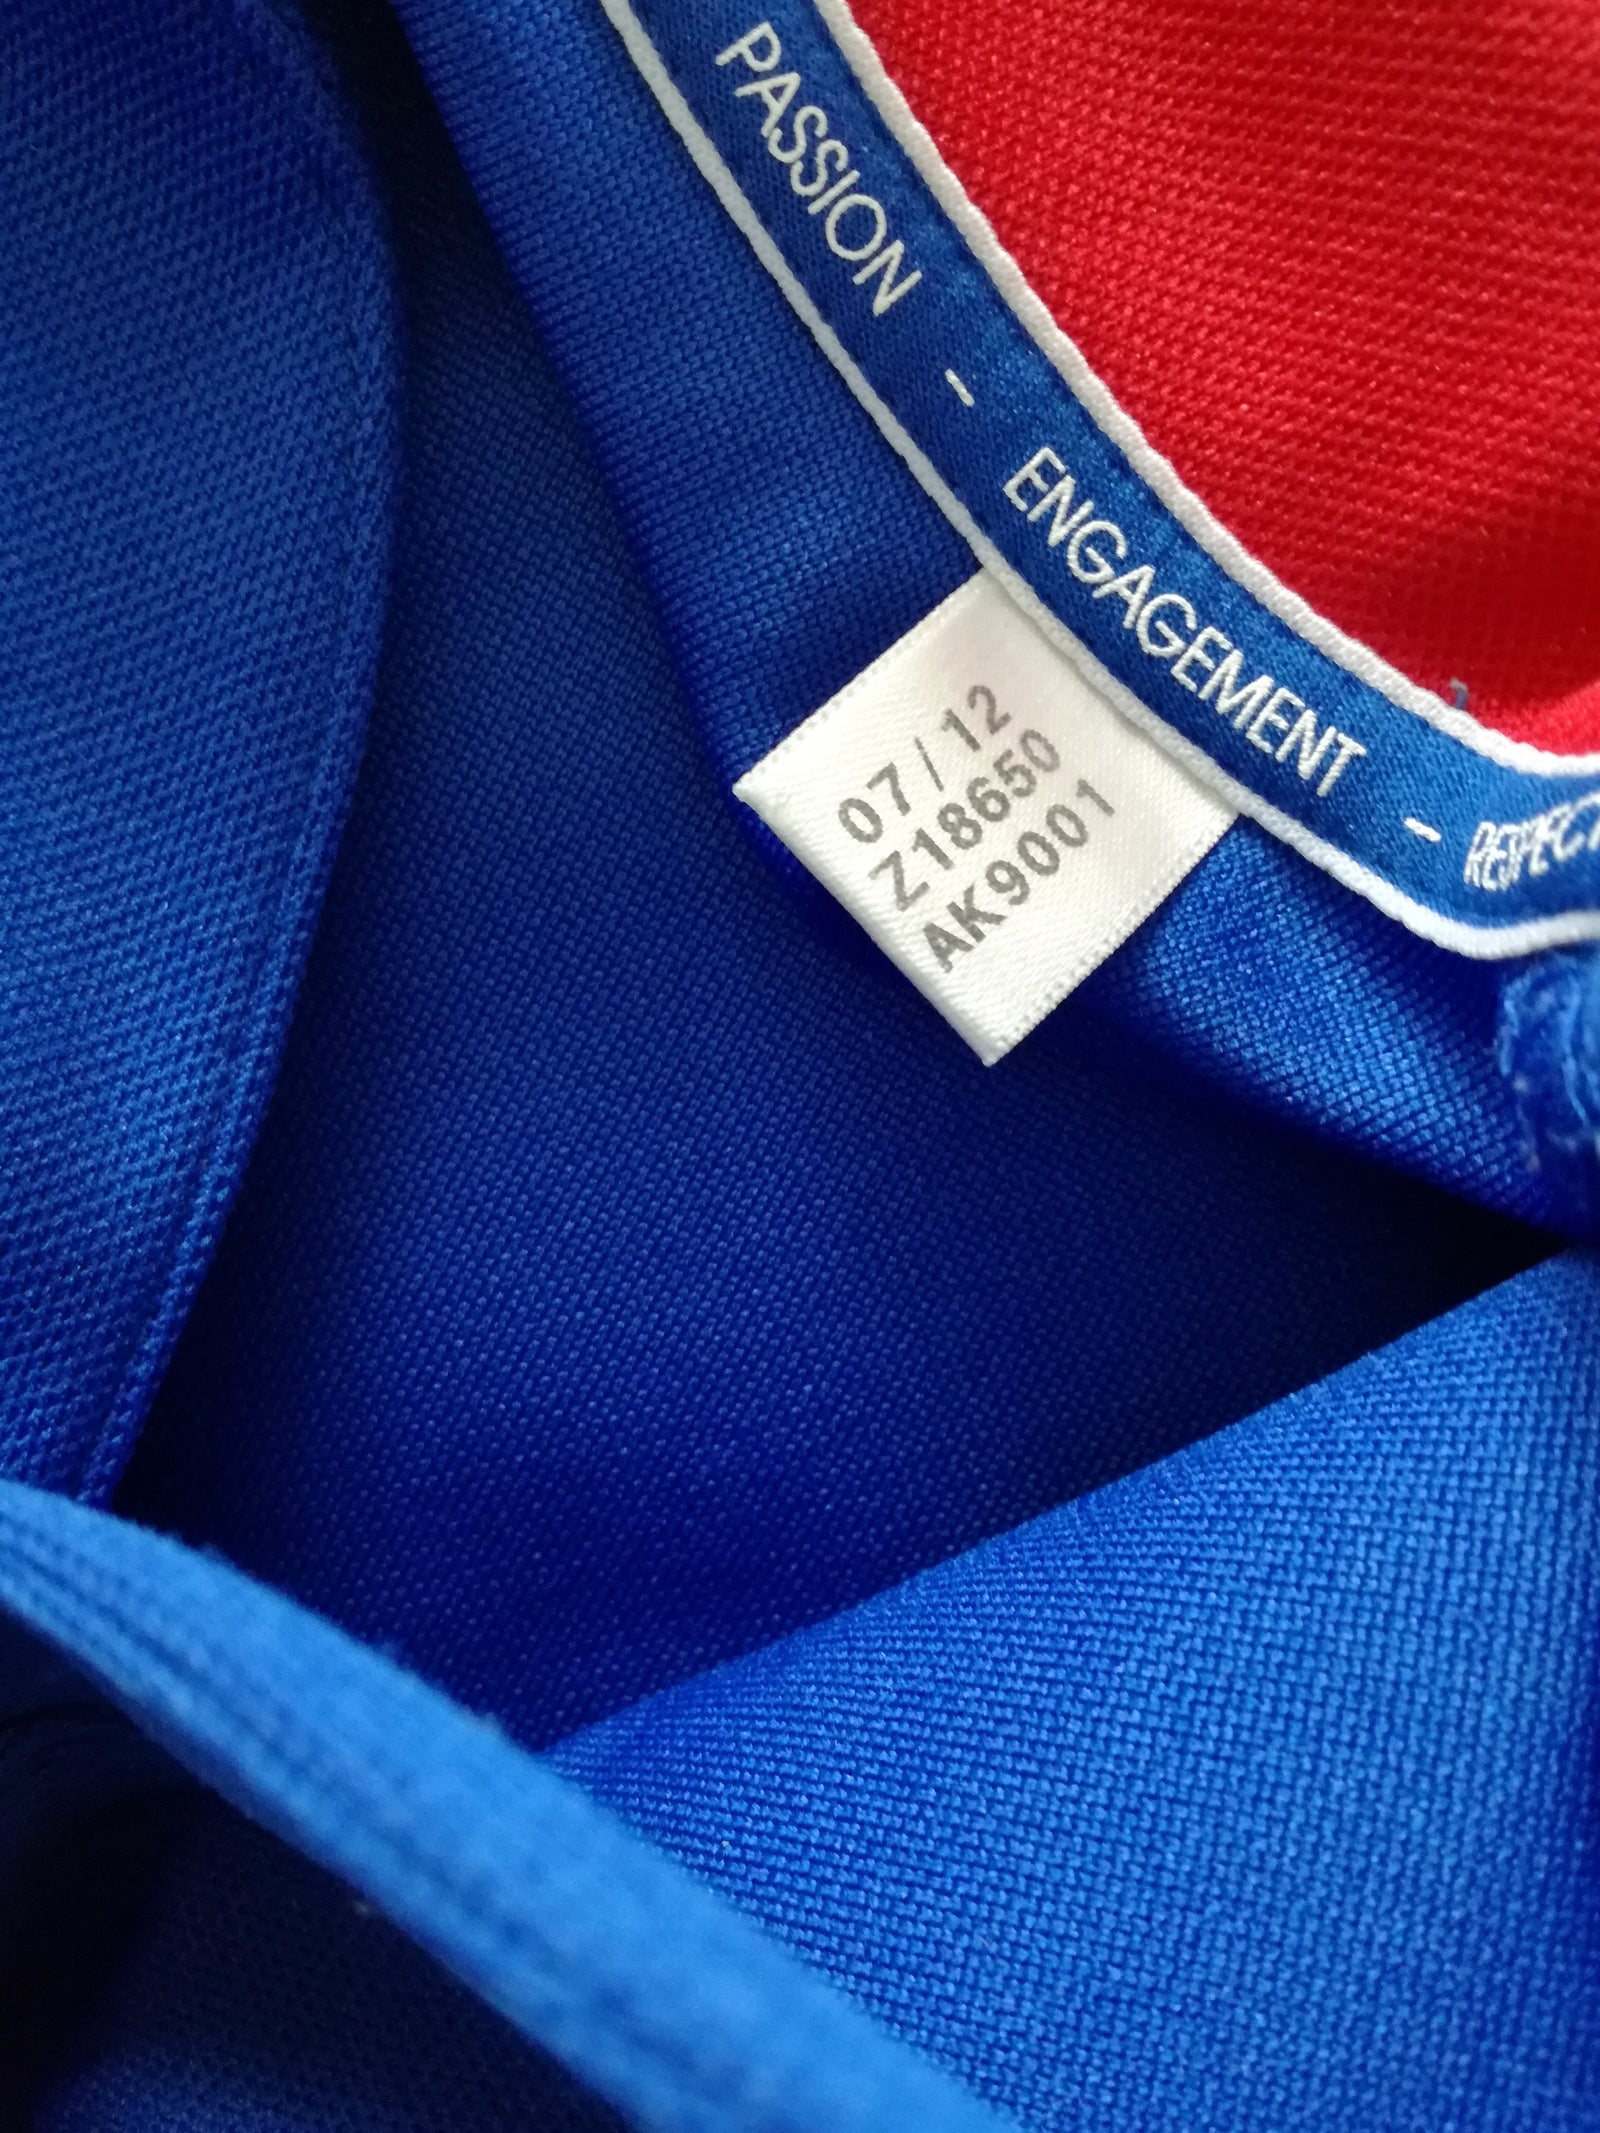 PASSION - ENGAGEMENT - RESPECT
07/12
Z18650
AK9001